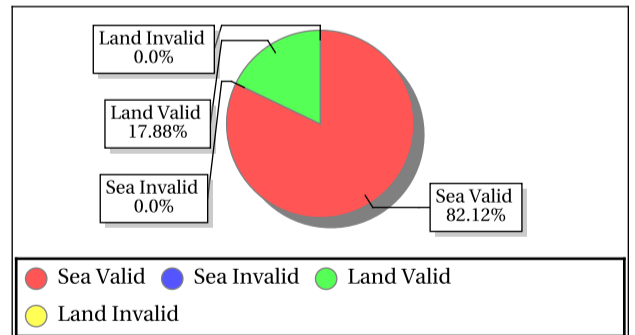 Land Invalid
0.0%
Land Valid
17.88%
Sea Invalid
0.0%
Sea Valid
82.12%
Sea Valid Sea Invalid Land Valid
Land Invalid